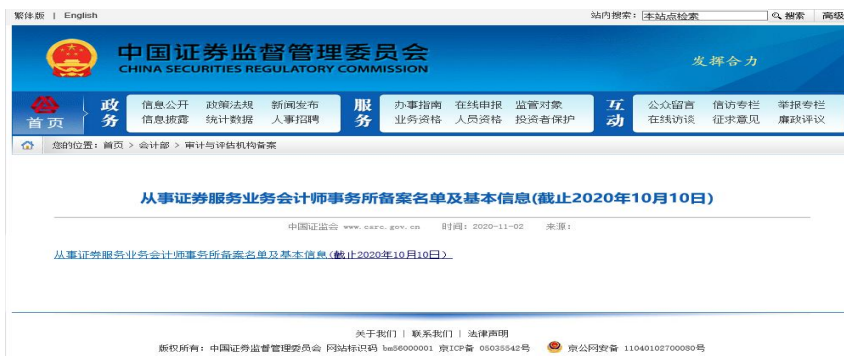 繁体版 | English 站内搜索: 本站点检索 搜索 高级
中国证券监督管理委员会
CHINA SECURITIES REGULATORY COMMISSION
发挥合力
首页 政务 信息公开 政策法规 新闻发布 服务 办事指南 在线申报 监管对象 互动 公众留言 信访专栏 举报专栏
信息披露 统计数据 人事招聘 业务资格 人员资格 投资者保护 在线访谈 征求意见 廉政评议
您的位置: 首页 > 会计部 > 审计与评估机构备案
从事证券服务业务会计师事务所备案名单及基本信息(截止2020年10月10日)
中国证监会 www.csrc.gov.cn 时间: 2020-11-02 来源:
从事证券服务业务会计师事务所备案名单及基本信息(截止2020年10月10日)
关于我们 | 联系我们 | 法律声明
版权所有: 中国证券监督管理委员会 网站标识码 bm56000001 京ICP备 05035542号 京公网安备 11040102700080号